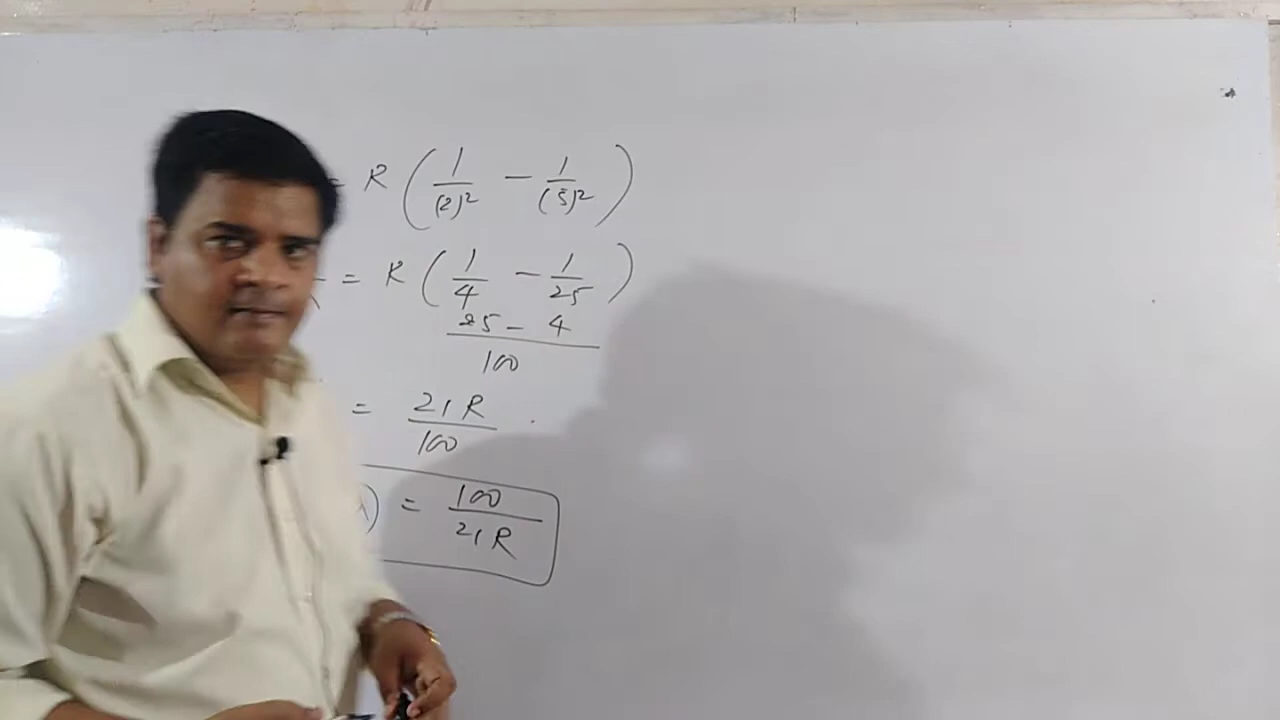 = R ( 1/(2)² - 1/(5)² )
= R ( 1/4 - 1/25 )
25 - 4
100
= 21R/100
λ) = 100/21R